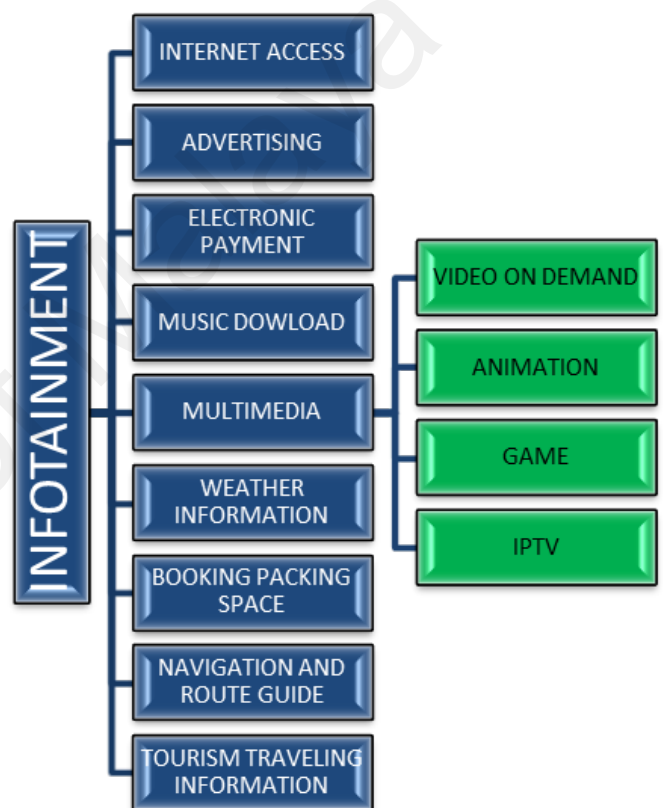 INFOTAINMENT
INTERNET ACCESS
ADVERTISING
ELECTRONIC
PAYMENT
MUSIC DOWLOAD
MULTIMEDIA
WEATHER
INFORMATION
BOOKING PACKING
SPACE
NAVIGATION AND
ROUTE GUIDE
TOURISM TRAVELING
INFORMATION
VIDEO ON DEMAND
ANIMATION
GAME
IPTV